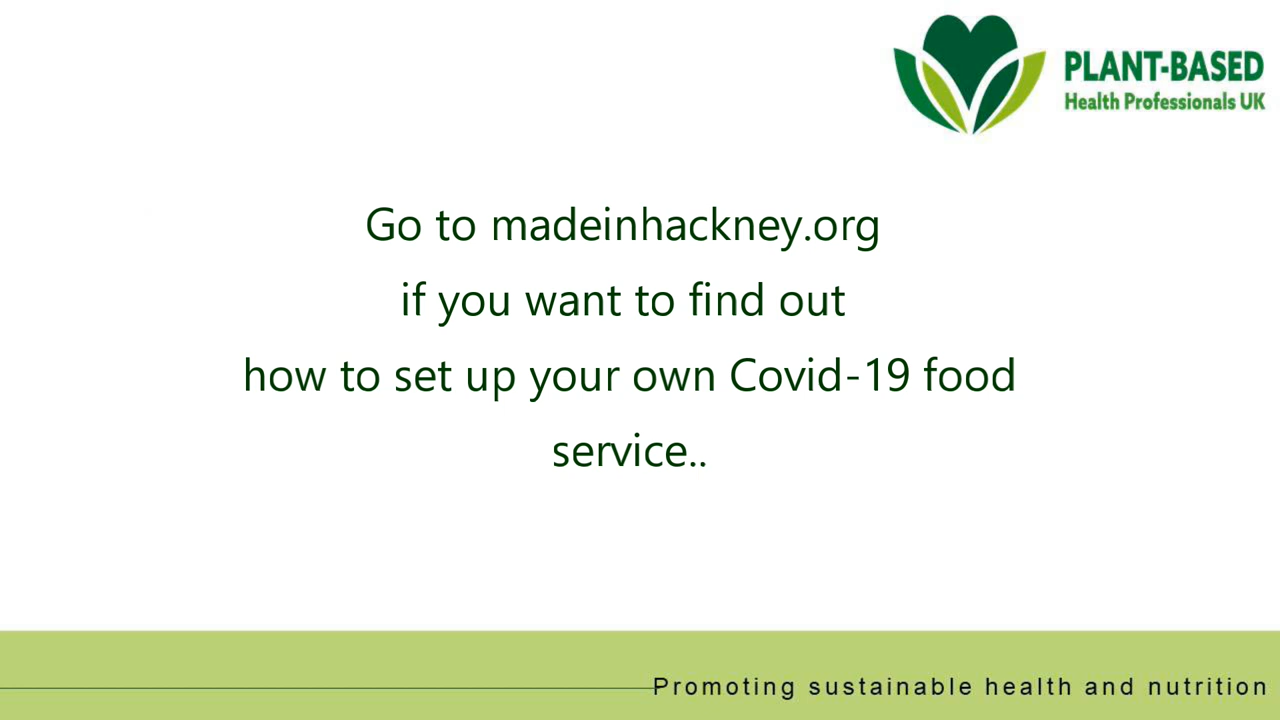 PLANT-BASED
Health Professionals UK
Go to madeinhackney.org
if you want to find out
how to set up your own Covid-19 food
service..
Promoting sustainable health and nutrition